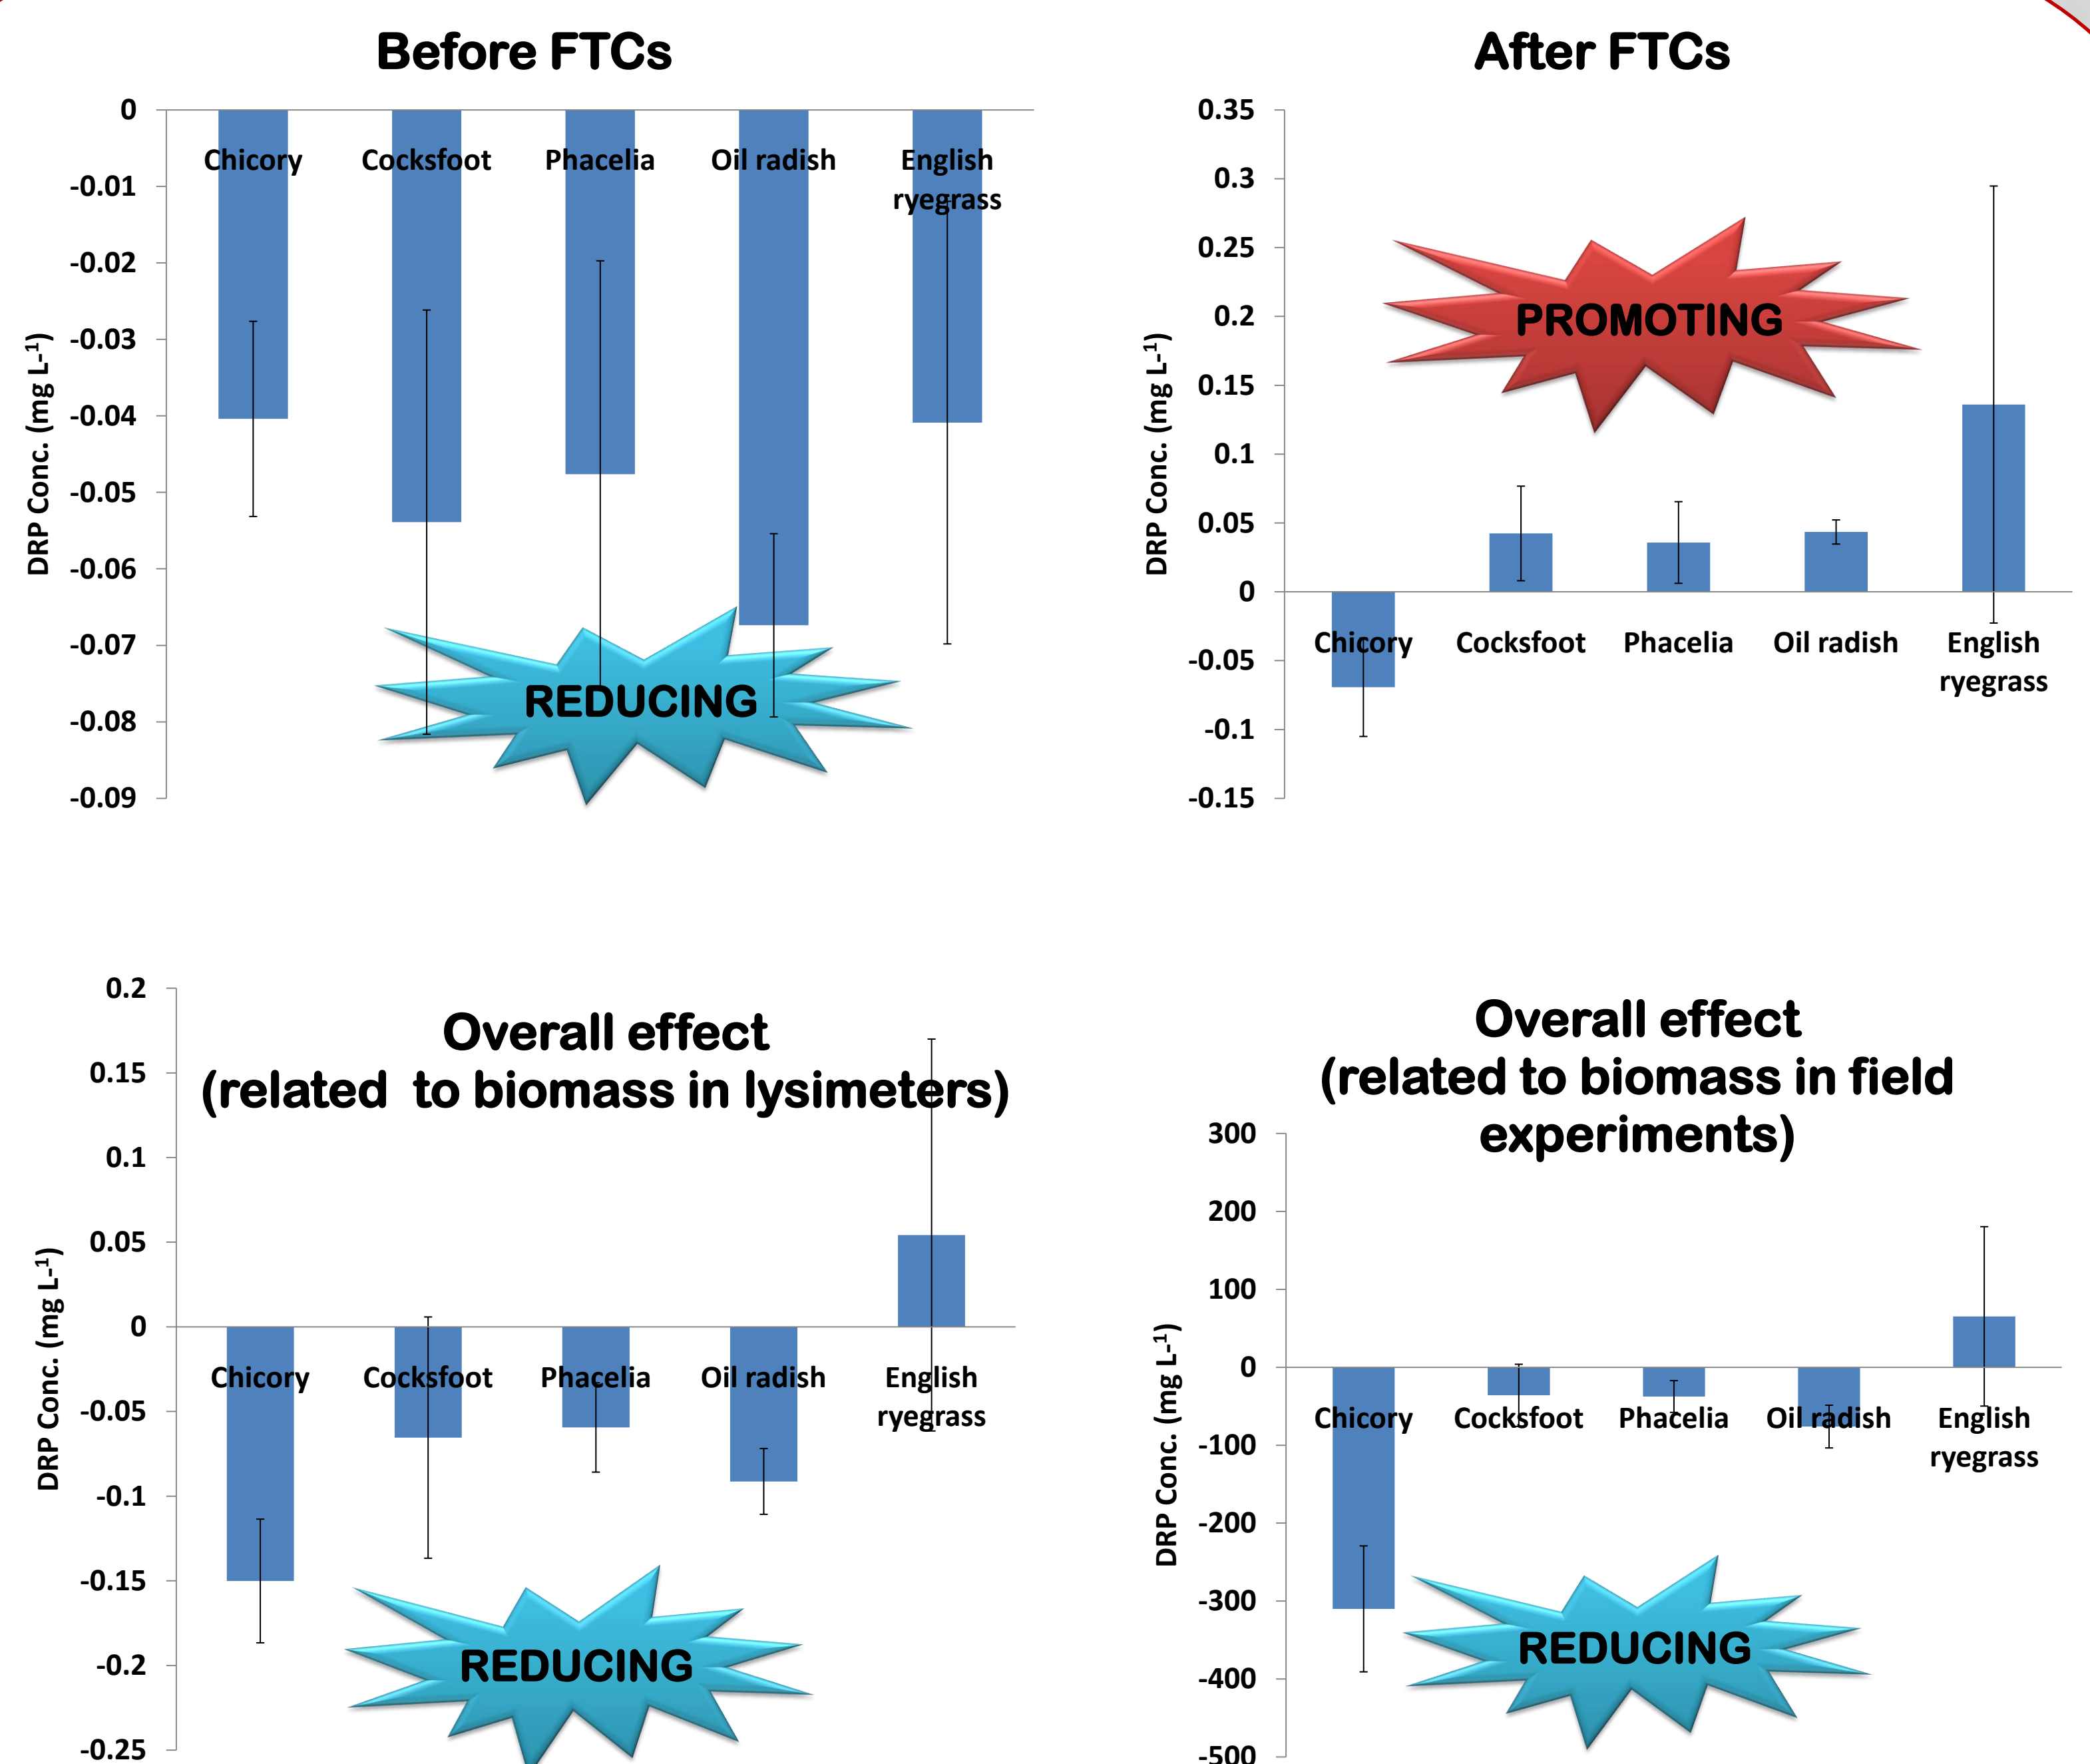 Before FTCs
0
-0.01
-0.02
-0.03
-0.04
-0.05
-0.06
-0.07
-0.08
-0.09
DRP Conc. (mg L-1)
Chicory Cocksfoot Phacelia Oil radish English
ryegrass
REDUCING
After FTCs
0.35
0.3
0.25
0.2
0.15
0.1
0.05
0
-0.05
-0.1
-0.15
DRP Conc. (mg L-1)
PROMOTING
Chicory Cocksfoot Phacelia Oil radish English
ryegrass
Overall effect
(related to biomass in lysimeters)
0.2
0.15
0.1
0.05
0
-0.05
-0.1
-0.15
-0.2
-0.25
DRP Conc. (mg L-1)
Chicory Cocksfoot Phacelia Oil radish English
ryegrass
REDUCING
Overall effect
(related to biomass in field
experiments)
300
200
100
0
-100
-200
-300
-400
-500
DRP Conc. (mg L-1)
Chicory Cocksfoot Phacelia Oil radish English
ryegrass
REDUCING